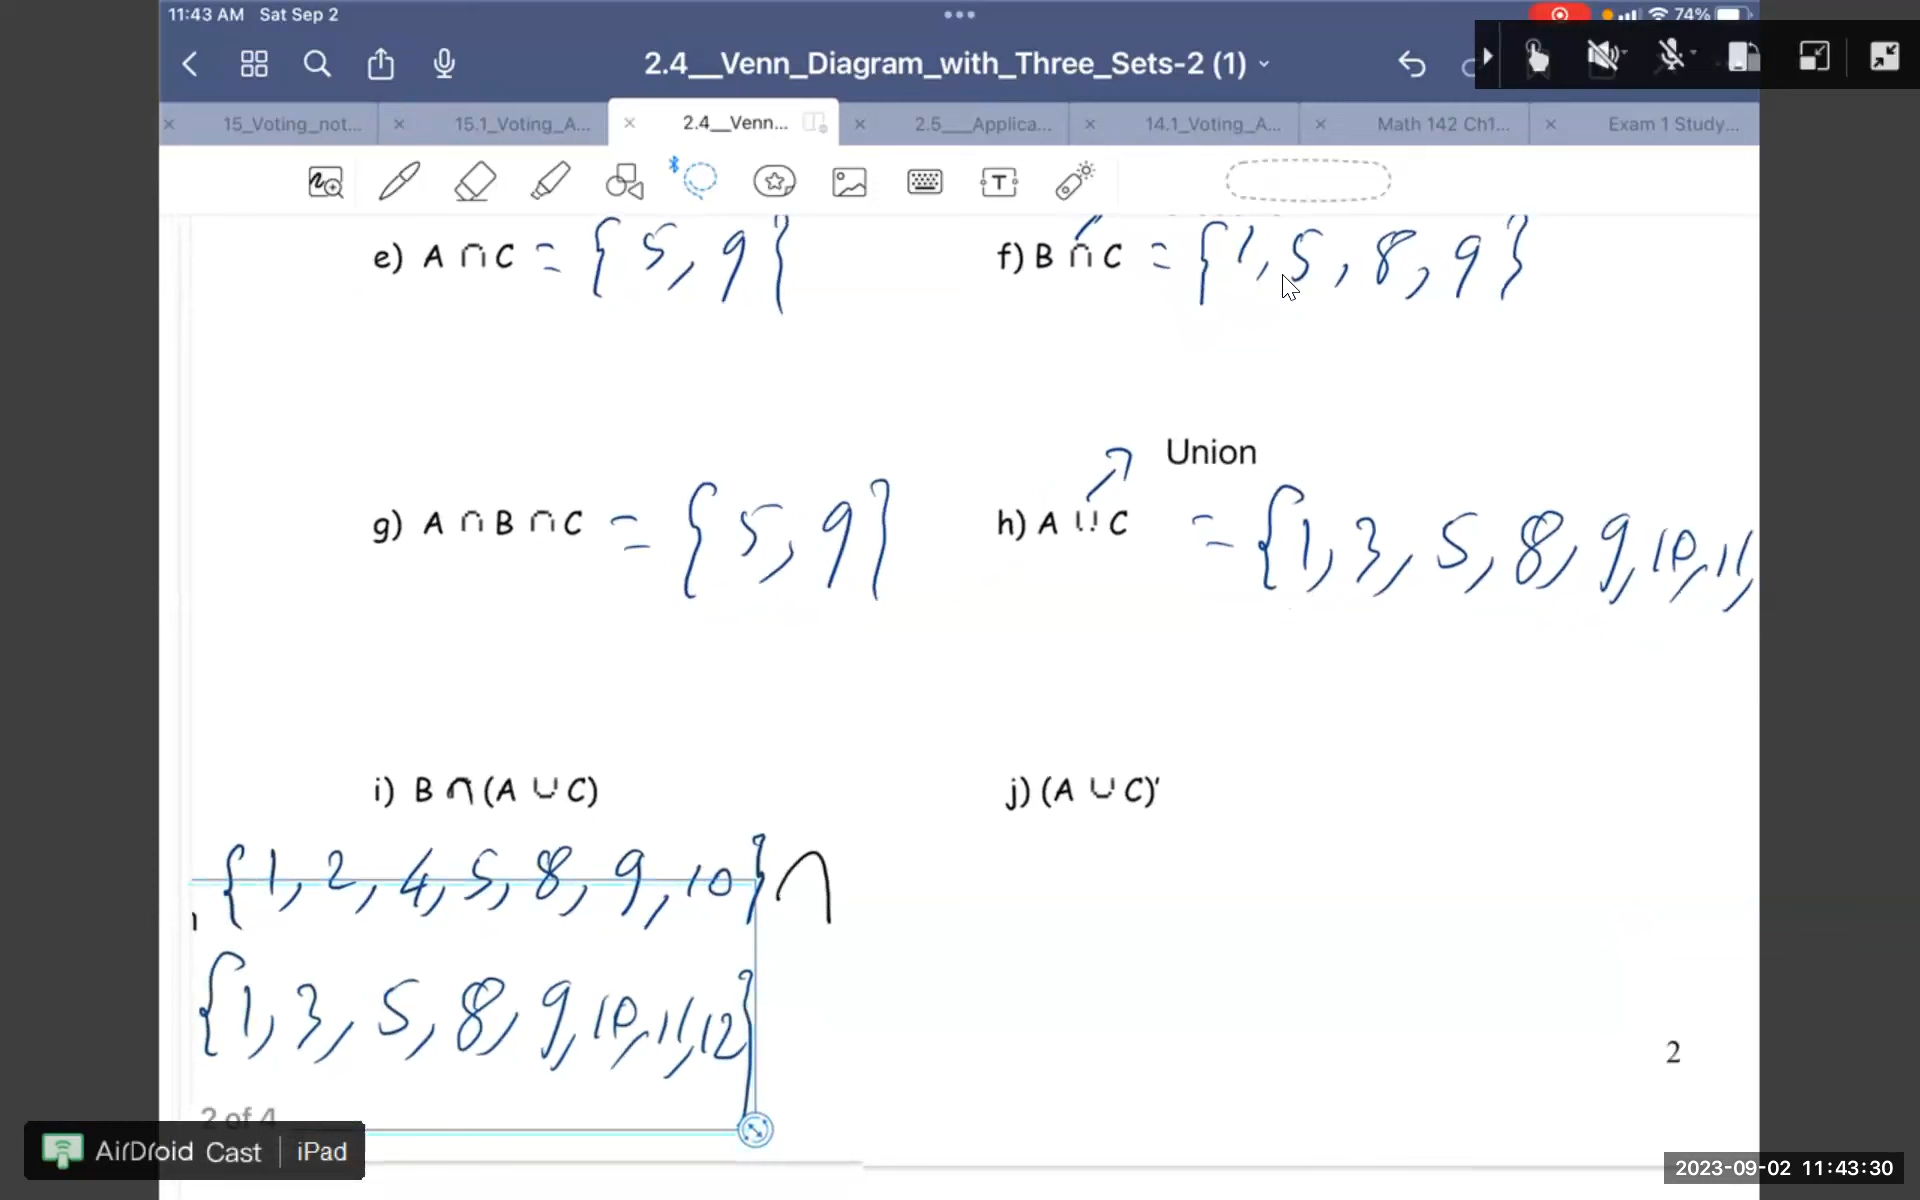 11:43 AM Sat Sep 2
74%
2.4__Venn_Diagram_with_Three_Sets-2 (1)
15_Voting_not... 15.1_Voting_A... 2.4__Venn... 2.5___Applica... 14.1_Voting_A... Math 142 Ch1... Exam 1 Study...
e) A ∩ C = {5, 9}
f) B ∩ C = {1, 5, 8, 9}
Union
g) A ∩ B ∩ C = {5, 9}
h) A ∪ C = {1, 3, 5, 8, 9, 10, 11,
i) B ∩ (A ∪ C)
j) (A ∪ C)'
{1, 2, 4, 5, 8, 9, 10} ∩
{1, 3, 5, 8, 9, 10, 11, 12}
2
2 of 4
AirDroid Cast | iPad
2023-09-02 11:43:30